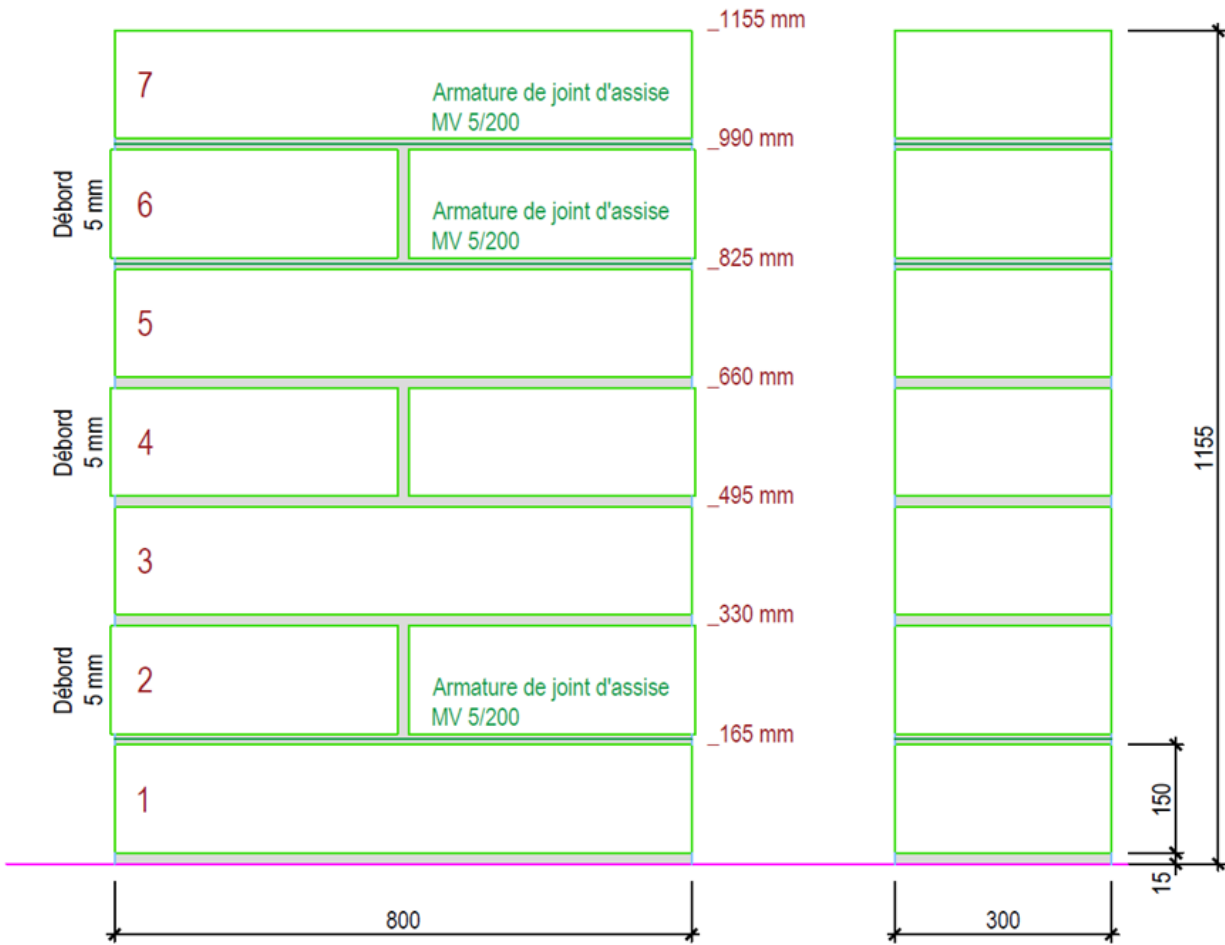 _1155 mm
7
Armature de joint d'assise
MV 5/200
_990 mm
Débord
5 mm
6
Armature de joint d'assise
MV 5/200
_825 mm
5
_660 mm
Débord
5 mm
4
_495 mm
3
_330 mm
Débord
5 mm
2
Armature de joint d'assise
MV 5/200
_165 mm
1
1155
150
15
800
300